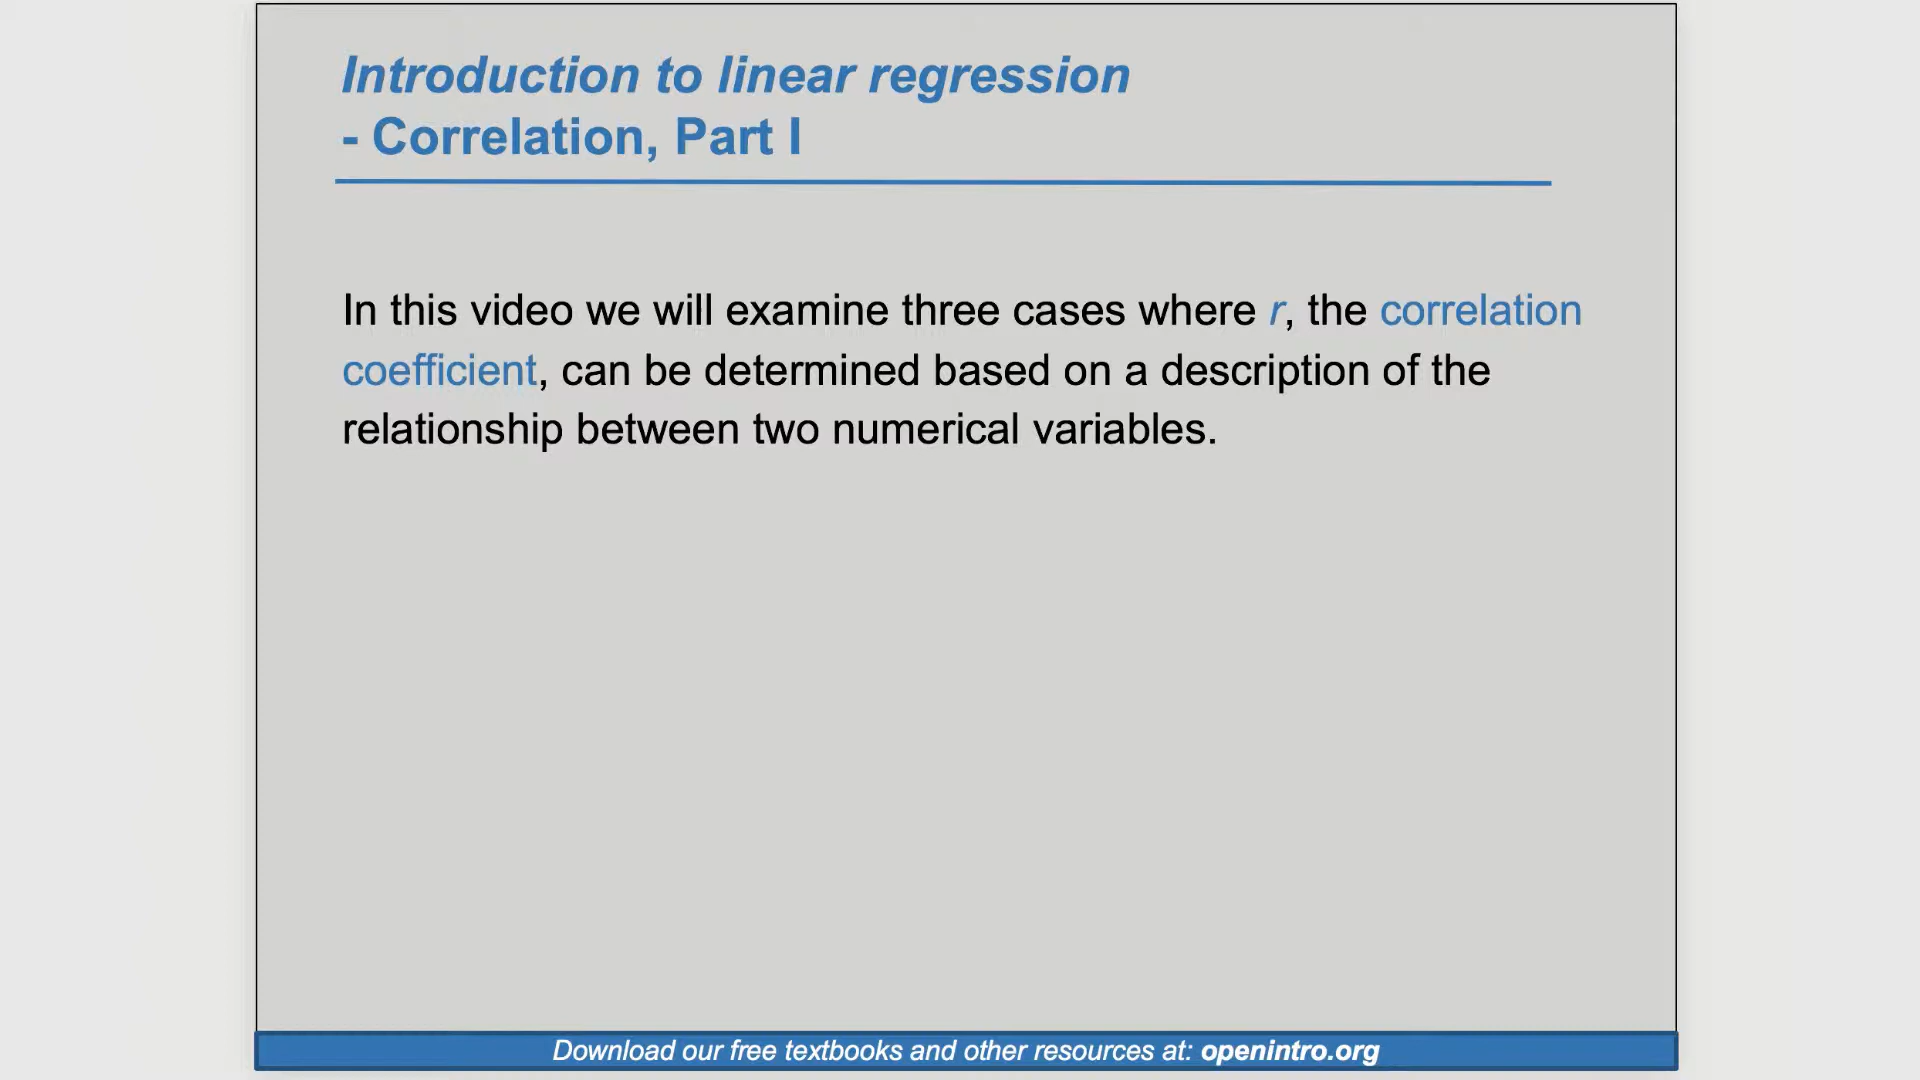 Introduction to linear regression
- Correlation, Part I
In this video we will examine three cases where r, the correlation
coefficient, can be determined based on a description of the
relationship between two numerical variables.
Download our free textbooks and other resources at: openintro.org